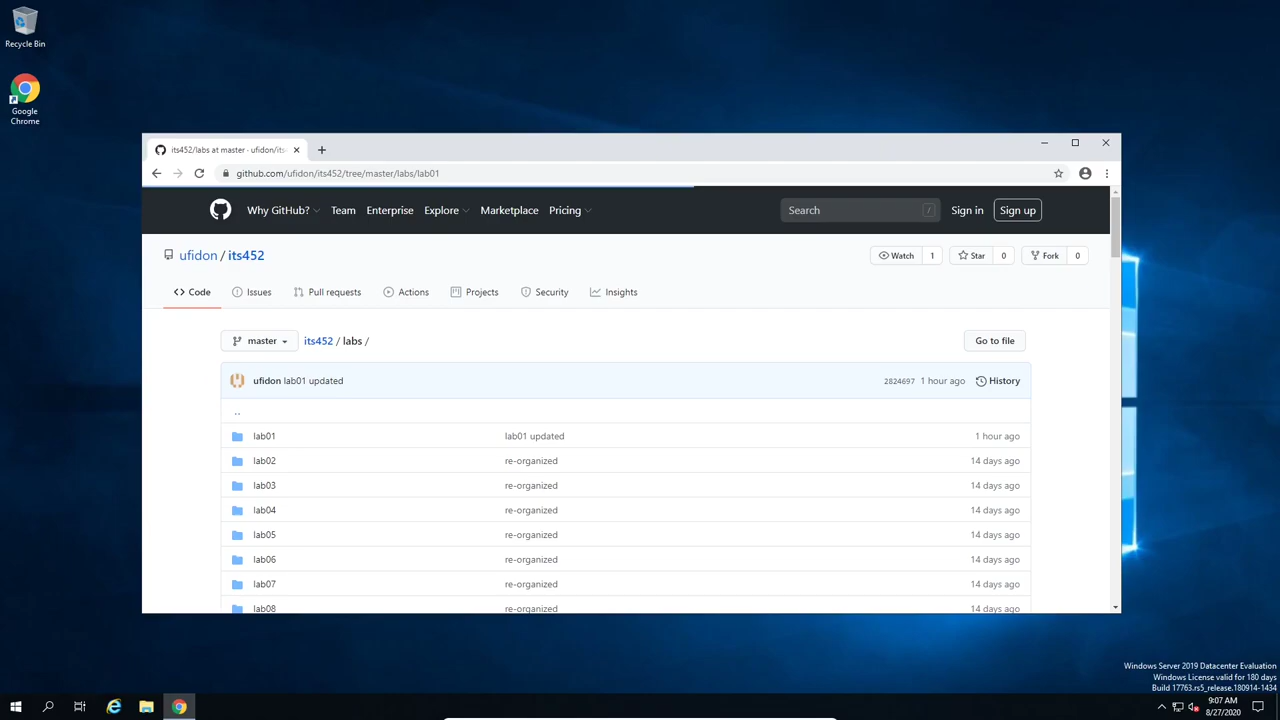 Recycle Bin
Google
Chrome
its452/labs at master · ufidon/its
github.com/ufidon/its452/tree/master/labs/lab01
Why GitHub? Team Enterprise Explore Marketplace Pricing Search / Sign in Sign up
ufidon / its452 Watch 1 Star 0 Fork 0
Code Issues Pull requests Actions Projects Security Insights
master its452 / labs / Go to file
ufidon lab01 updated 2824697 1 hour ago History
..
lab01 lab01 updated 1 hour ago
lab02 re-organized 14 days ago
lab03 re-organized 14 days ago
lab04 re-organized 14 days ago
lab05 re-organized 14 days ago
lab06 re-organized 14 days ago
lab07 re-organized 14 days ago
lab08 re-organized 14 days ago
Windows Server 2019 Datacenter Evaluation
Windows License valid for 180 days
Build 17763.rs5_release.180914-1434
9:07 AM
8/27/2020